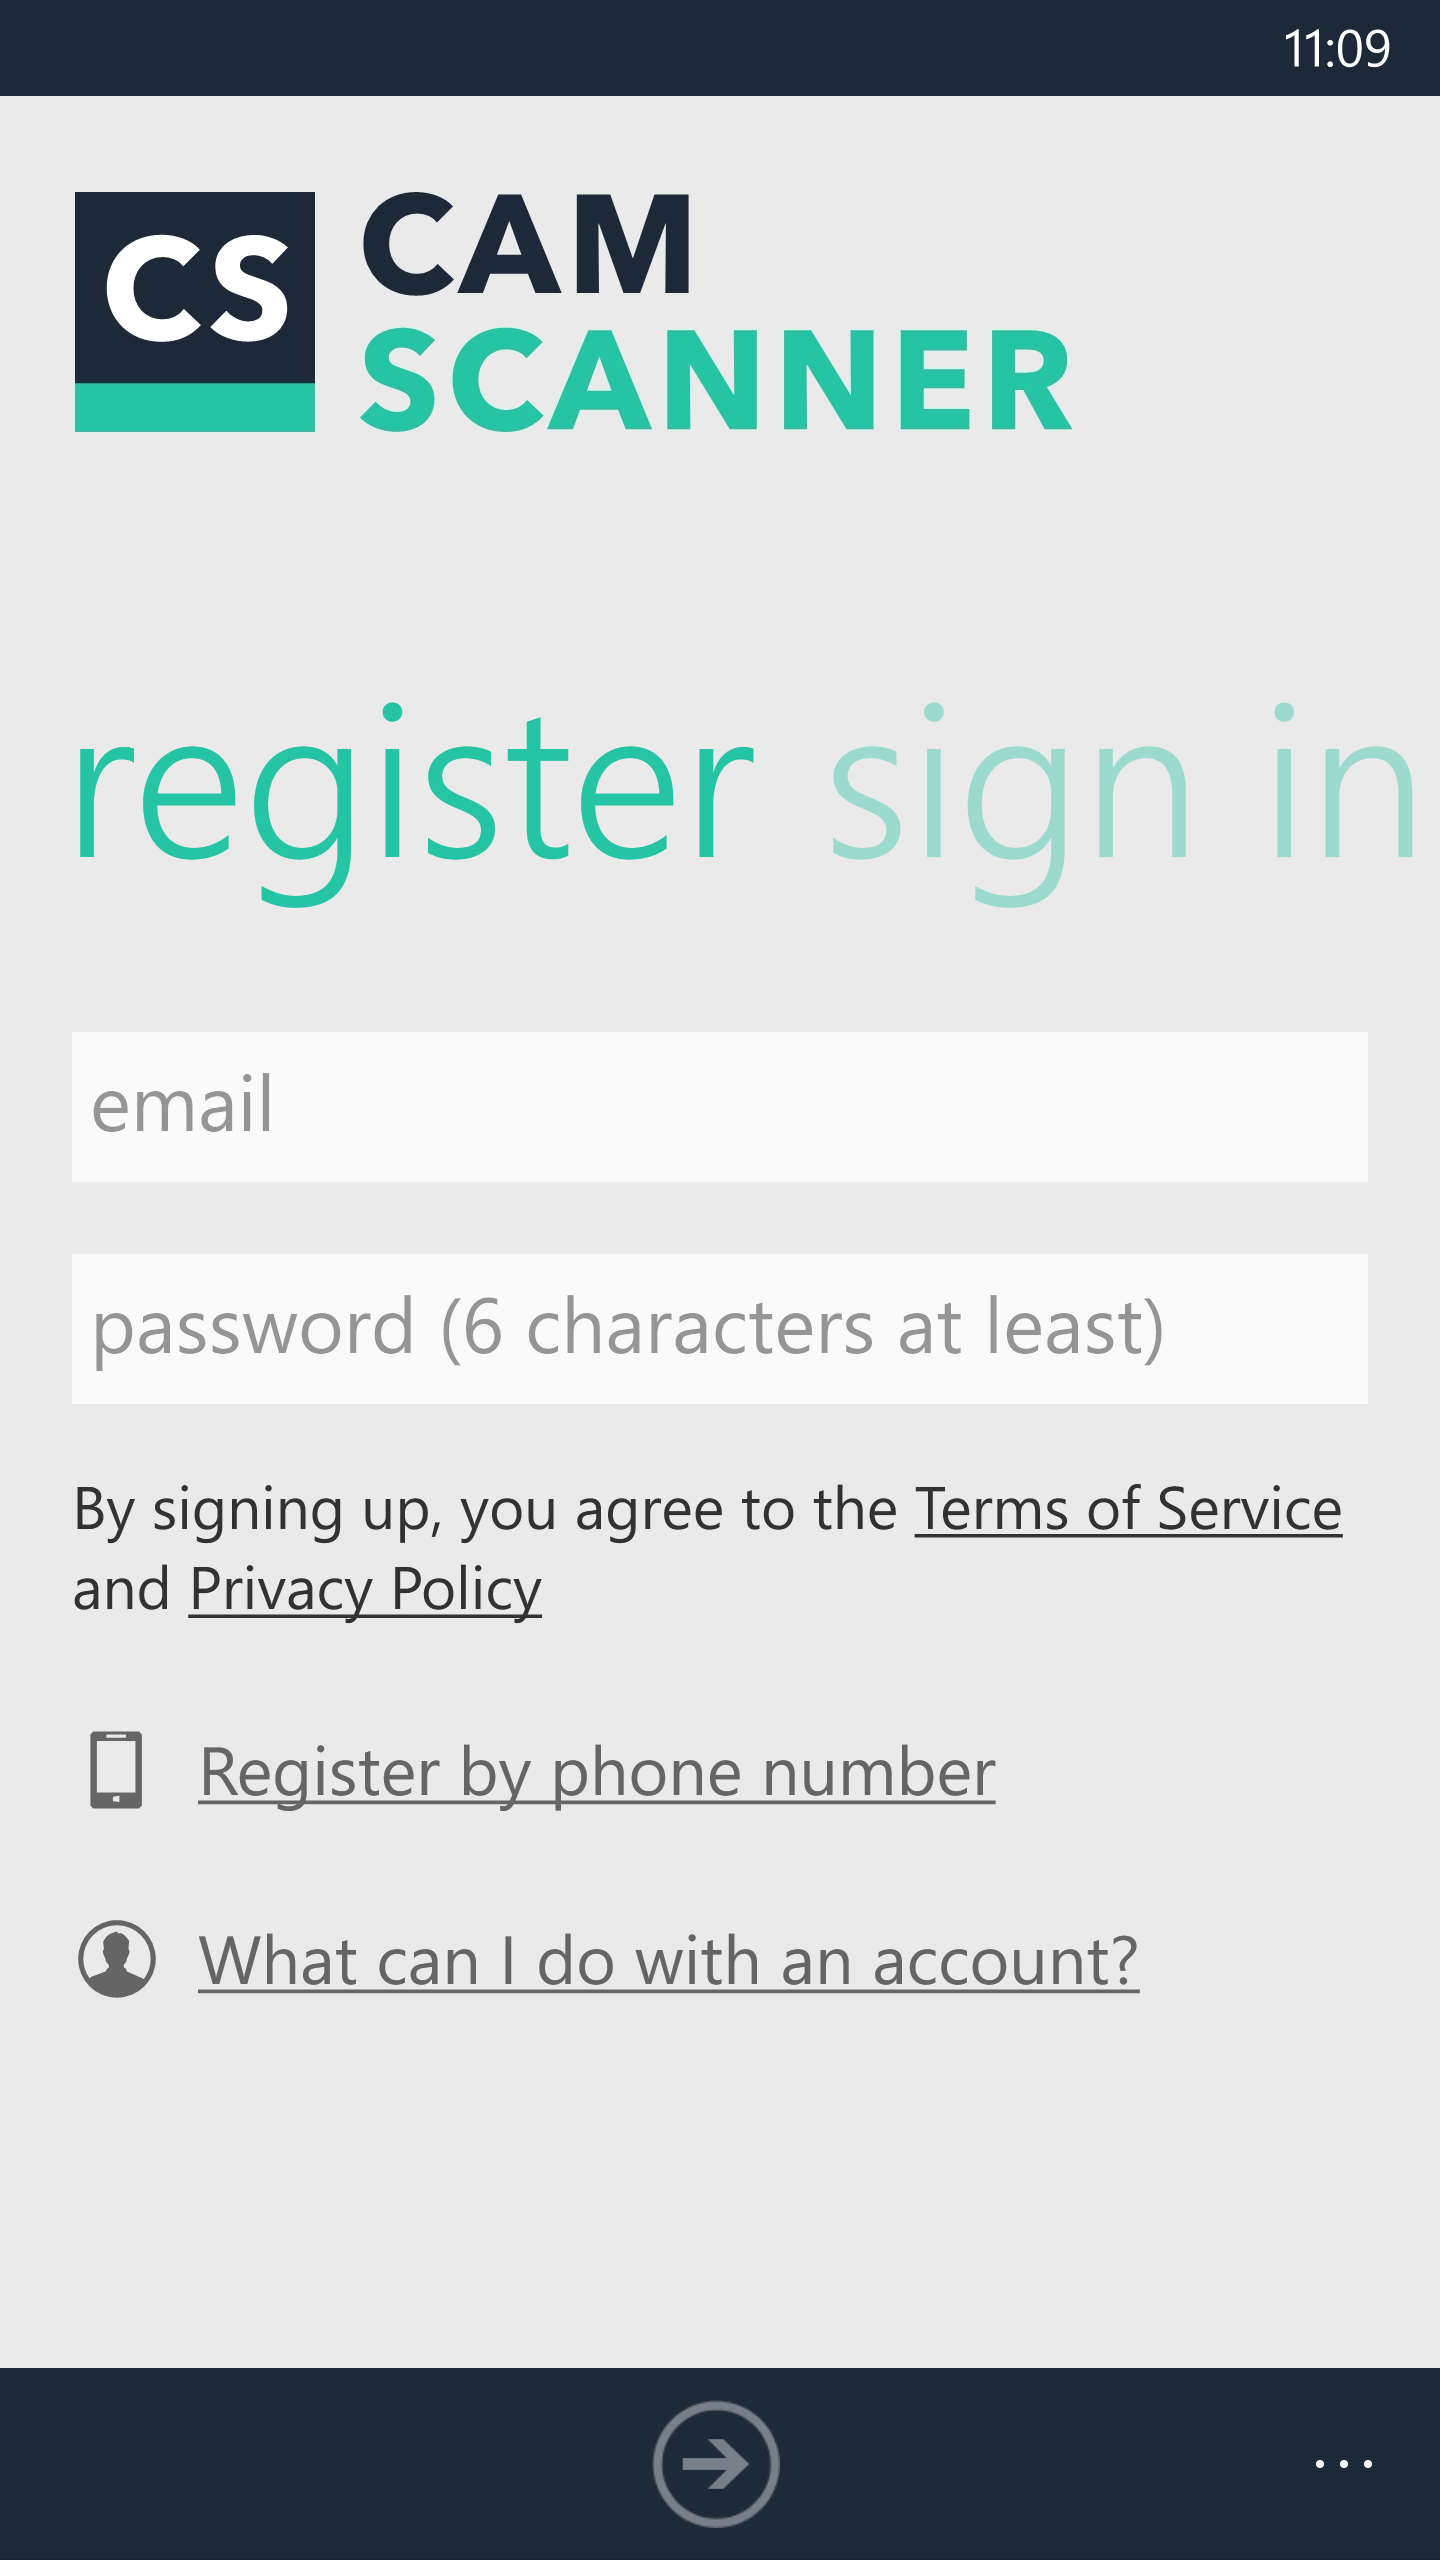 11:09
CS
CAM
SCANNER
register sign in
email
password (6 characters at least)
By signing up, you agree to the Terms of Service
and Privacy Policy
Register by phone number
What can I do with an account?